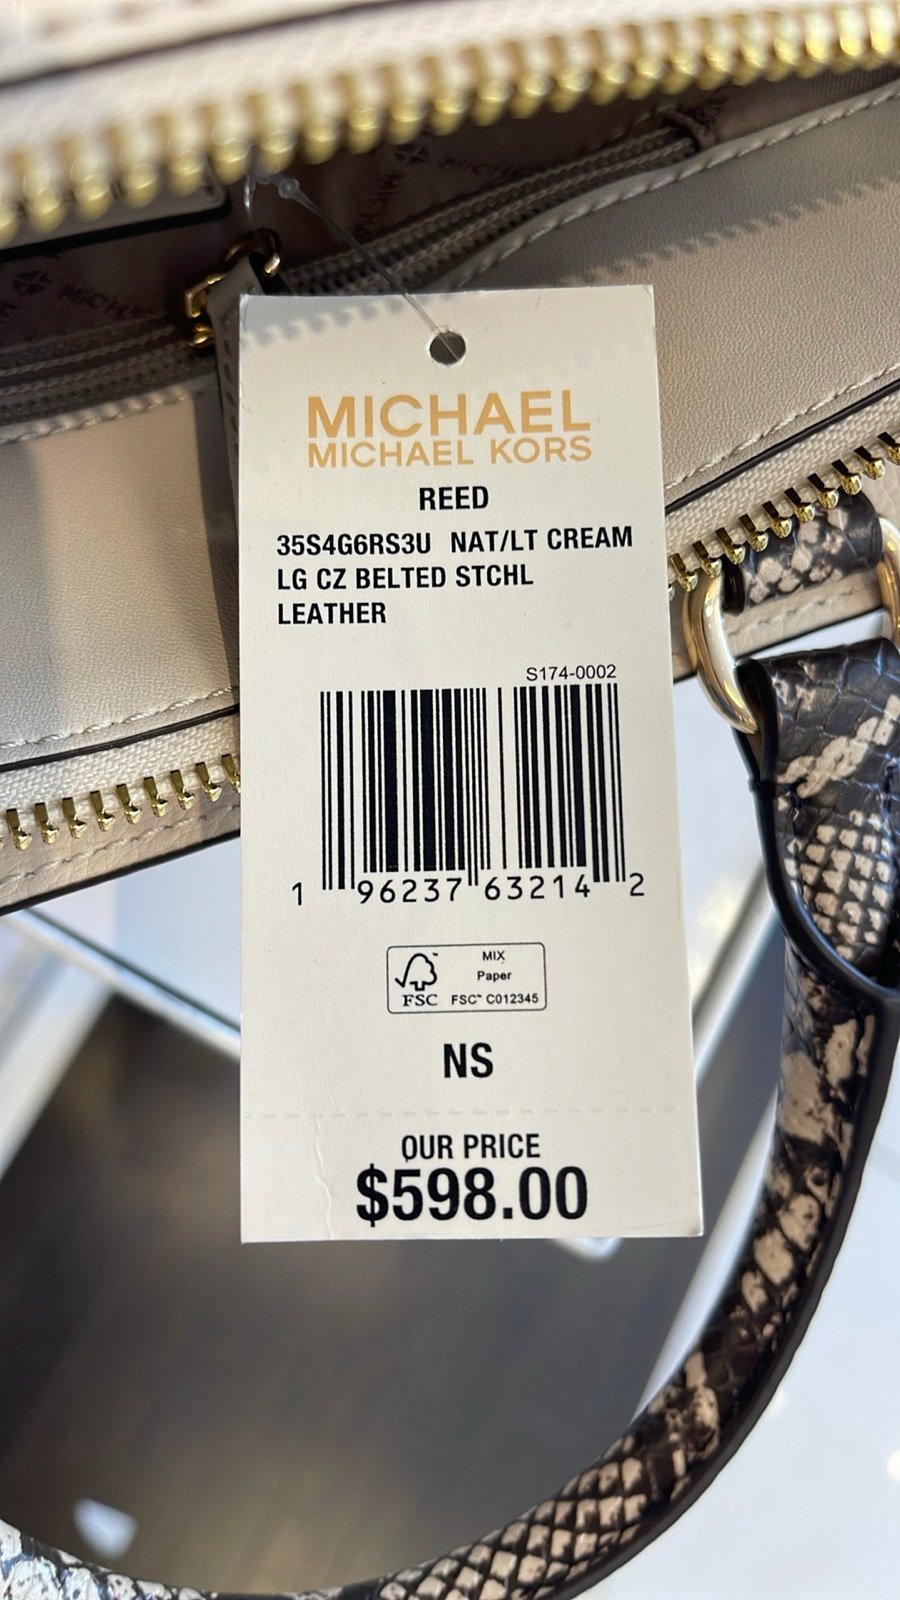 MICHAEL
MICHAEL KORS
REED
35S4G6RS3U NAT/LT CREAM
LG CZ BELTED STCHL
LEATHER
S174-0002
1 96237 63214 2
MIX
Paper
FSC FSC™ C012345
NS
OUR PRICE
$598.00